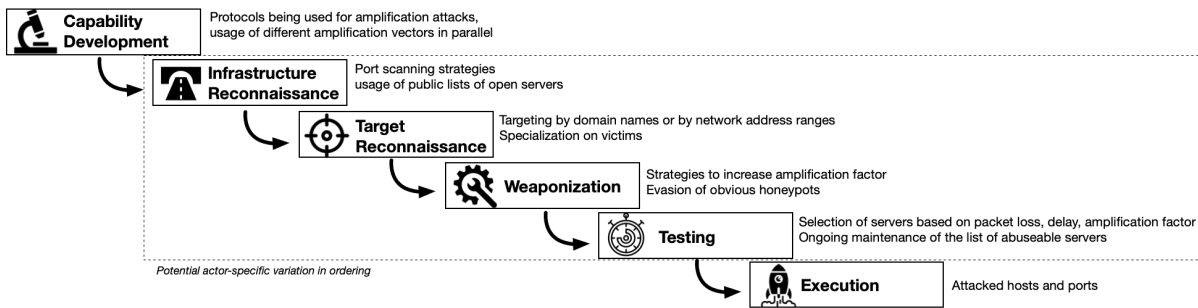 Capability
Development
Protocols being used for amplification attacks,
usage of different amplification vectors in parallel
Infrastructure
Reconnaissance
Port scanning strategies
usage of public lists of open servers
Target
Reconnaissance
Targeting by domain names or by network address ranges
Specialization on victims
Weaponization
Strategies to increase amplification factor
Evasion of obvious honeypots
Testing
Selection of servers based on packet loss, delay, amplification factor
Ongoing maintenance of the list of abuseable servers
Potential actor-specific variation in ordering
Execution
Attacked hosts and ports